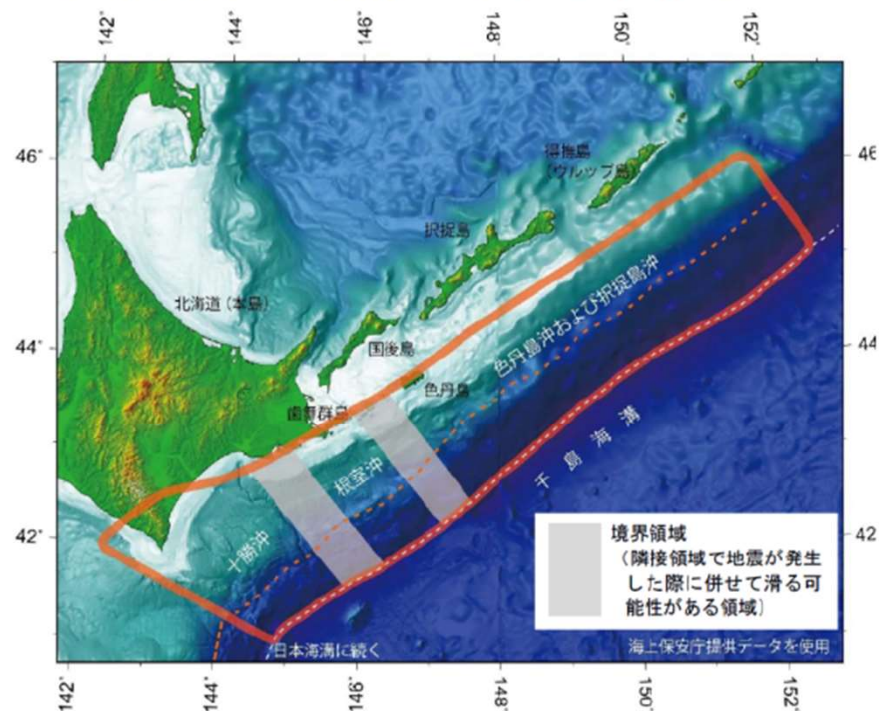 142°
144°
146°
148°
150°
152°
46°
46
得撫島
(ウルップ島)
択捉島
北海道(本島)
44°
44
国後島
色丹島
歯舞群島
色丹島沖および択捉島沖
千島海溝
根室沖
十勝沖
42°
42
境界領域
(隣接領域で地震が発生
した際に併せて滑る可
能性がある領域)
日本海溝に続く
海上保安庁提供データを使用
142°
144°
146°
148°
150°
152°